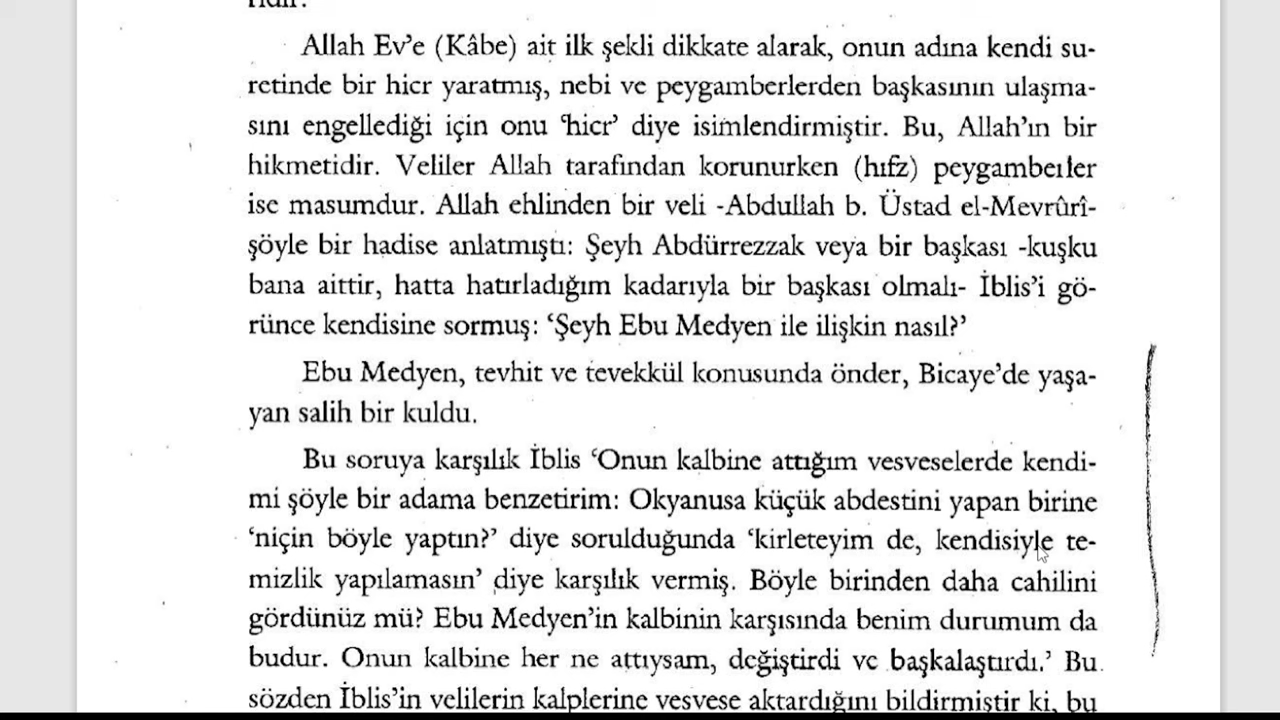 Allah Ev'e (Kâbe) ait ilk şekli dikkate alarak, onun adına kendi su-
retinde bir hicr yaratmış, nebi ve peygamberlerden başkasının ulaşma-
sını engellediği için onu 'hicr' diye isimlendirmiştir. Bu, Allah'ın bir
hikmetidir. Veliler Allah tarafından korunurken (hıfz) peygamberler
ise masumdur. Allah ehlinden bir veli -Abdullah b. Üstad el-Mevrûrî-
şöyle bir hadise anlatmıştı: Şeyh Abdürrezzak veya bir başkası -kuşku
bana aittir, hatta hatırladığım kadarıyla bir başkası olmalı- İblis'i gö-
rünce kendisine sormuş: 'Şeyh Ebu Medyen ile ilişkin nasıl?'
Ebu Medyen, tevhit ve tevekkül konusunda önder, Bicaye'de yaşa-
yan salih bir kuldu.
Bu soruya karşılık İblis 'Onun kalbine attığım vesveselerde kendi-
mi şöyle bir adama benzetirim: Okyanusa küçük abdestini yapan birine
'niçin böyle yaptın?' diye sorulduğunda 'kirleteyim de, kendisiyle te-
mizlik yapılamasın' diye karşılık vermiş. Böyle birinden daha cahilini
gördünüz mü? Ebu Medyen'in kalbinin karşısında benim durumum da
budur. Onun kalbine her ne attıysam, değiştirdi ve başkalaştırdı.' Bu
sözden İblis'in velilerin kalplerine vesvese aktardığını bildirmiştir ki, bu